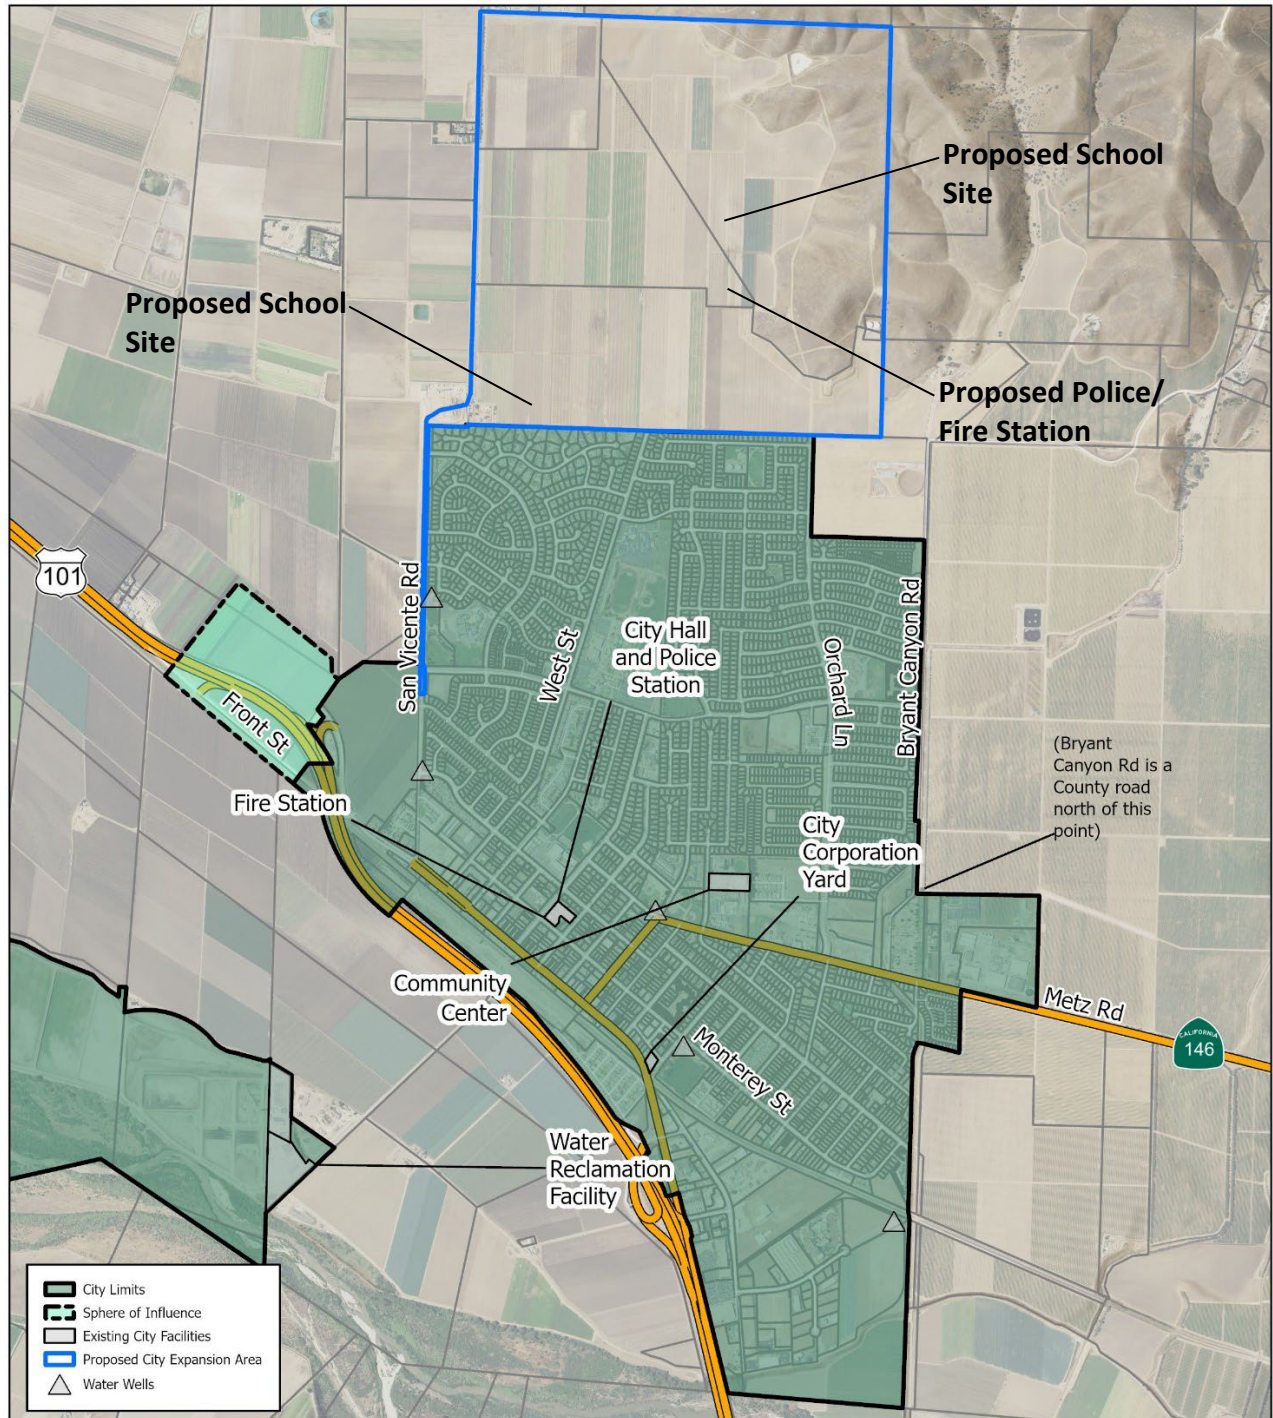 Proposed School
Site
Proposed School
Site
Proposed Police/
Fire Station
101
San Vicente Rd
West St
City Hall
and Police
Station
Orchard Ln
Bryant Canyon Rd
Front St
(Bryant
Canyon Rd is a
County road
north of this
point)
Fire Station
City
Corporation
Yard
Community
Center
Metz Rd
CALIFORNIA
146
Monterey St
Water
Reclamation
Facility
City Limits
Sphere of Influence
Existing City Facilities
Proposed City Expansion Area
Water Wells